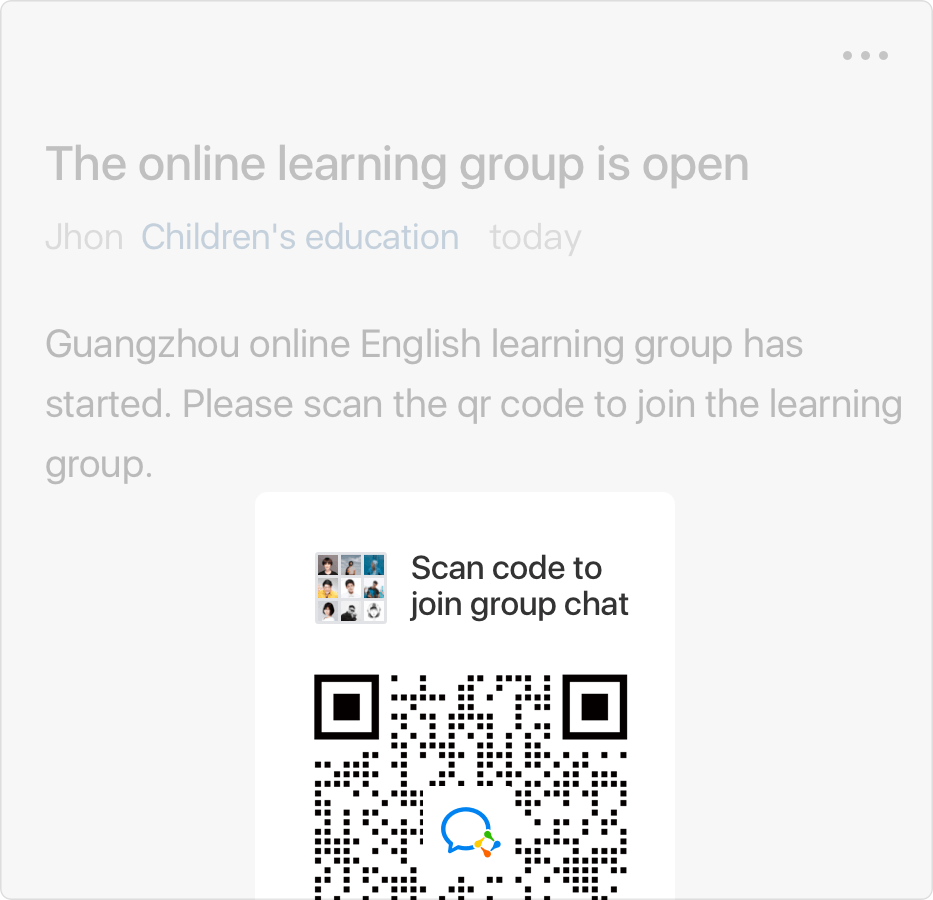 The online learning group is open
Jhon Children's education today
Guangzhou online English learning group has
started. Please scan the qr code to join the learning
group.
Scan code to
join group chat